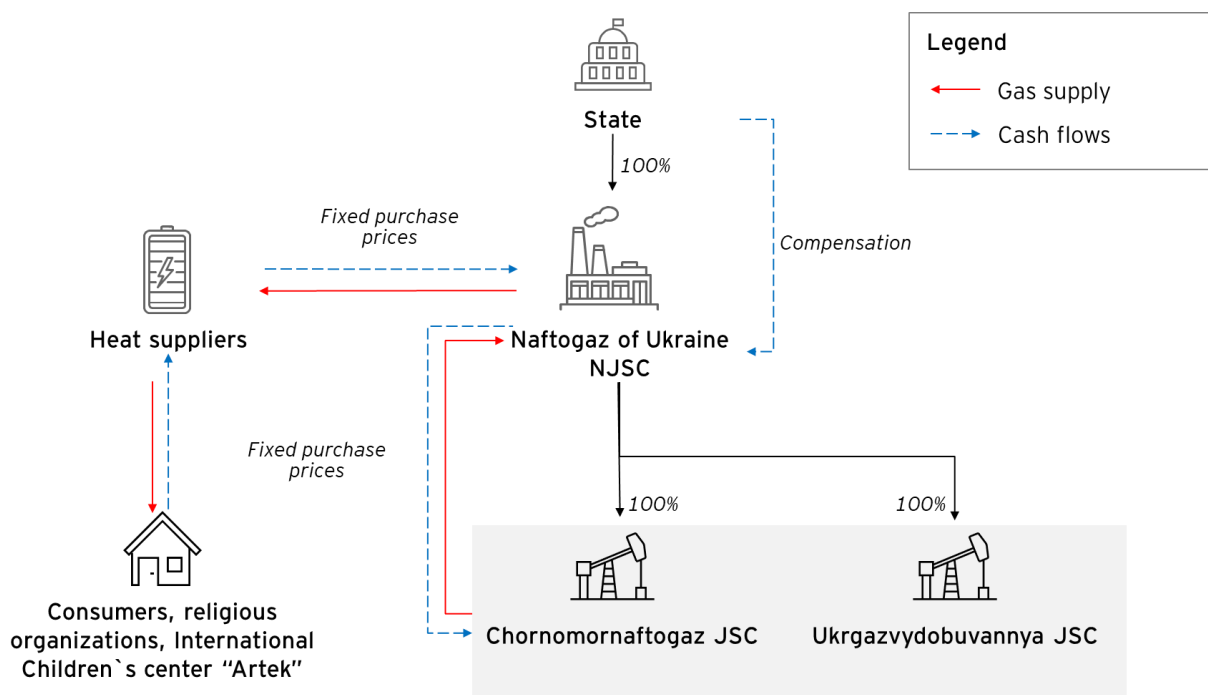 Legend
Gas supply
Cash flows
State
100%
Fixed purchase
prices
Compensation
Heat suppliers
Naftogaz of Ukraine
NJSC
Fixed purchase
prices
100%
100%
Consumers, religious
organizations, International
Children`s center “Artek”
Chornomornaftogaz JSC
Ukrgazvydobuvannya JSC